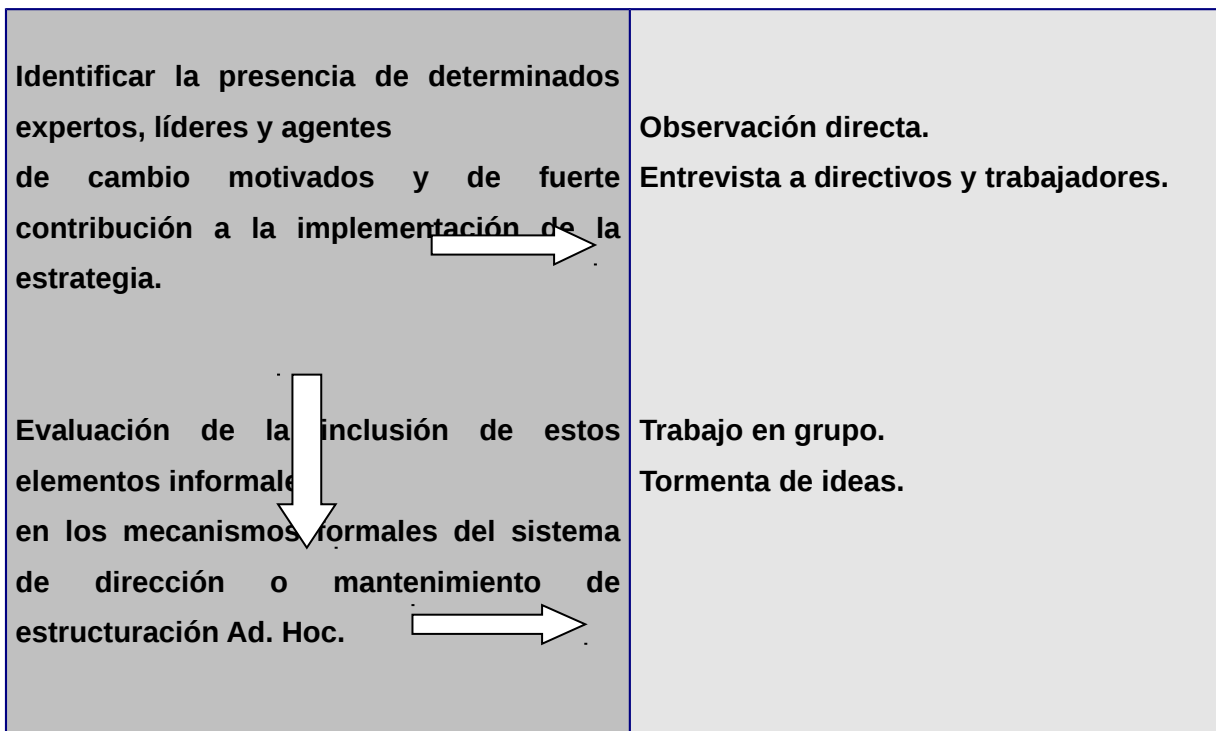 Identificar la presencia de determinados
expertos, líderes y agentes
de cambio motivados y de fuerte
contribución a la implementación de la
estrategia.
Observación directa.
Entrevista a directivos y trabajadores.
Evaluación de la inclusión de estos
elementos informale
en los mecanismos formales del sistema
de dirección o mantenimiento de
estructuración Ad. Hoc.
Trabajo en grupo.
Tormenta de ideas.